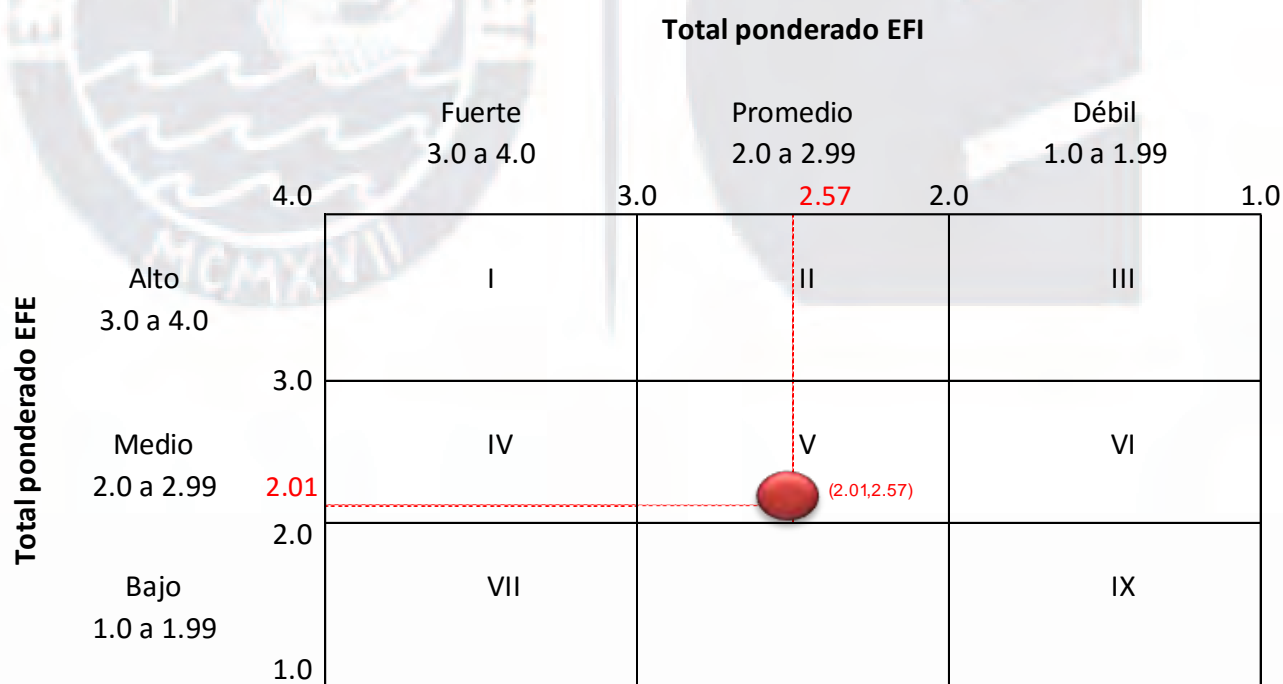 Total ponderado EFI
Fuerte Promedio Débil
3.0 a 4.0 2.0 a 2.99 1.0 a 1.99
4.0 3.0 2.57 2.0 1.0
Alto I II III
3.0 a 4.0
Total ponderado EFE
3.0
Medio IV V VI
2.0 a 2.99 2.01 (2.01,2.57)
2.0
Bajo VII IX
1.0 a 1.99
1.0
MCMXVII